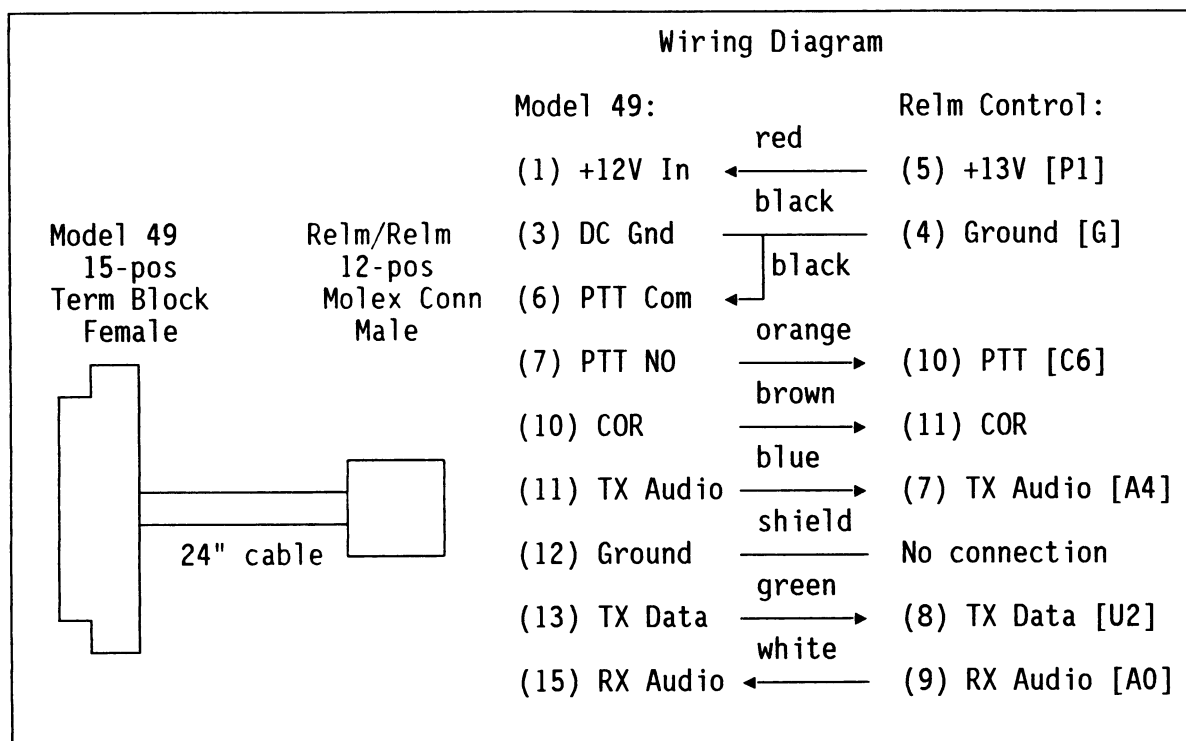 Wiring Diagram
Model 49: Relm Control:
red
(1) +12V In (5) +13V [P1]
black
(3) DC Gnd (4) Ground [G]
black
(6) PTT Com
orange
(7) PTT NO (10) PTT [C6]
brown
(10) COR (11) COR
blue
(11) TX Audio (7) TX Audio [A4]
shield
(12) Ground No connection
green
(13) TX Data (8) TX Data [U2]
white
(15) RX Audio (9) RX Audio [A0]
Model 49
15-pos
Term Block
Female
Relm/Relm
12-pos
Molex Conn
Male
24" cable